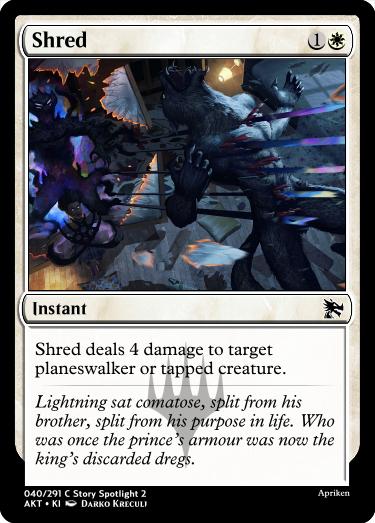 Shred
1
Instant
Shred deals 4 damage to target
planeswalker or tapped creature.
Lightning sat comatose, split from his
brother, split from his purpose in life. Who
was once the prince's armour was now the
king's discarded dregs.
040/291 C Story Spotlight 2
AKT • KI Darko Kreculj
Apriken